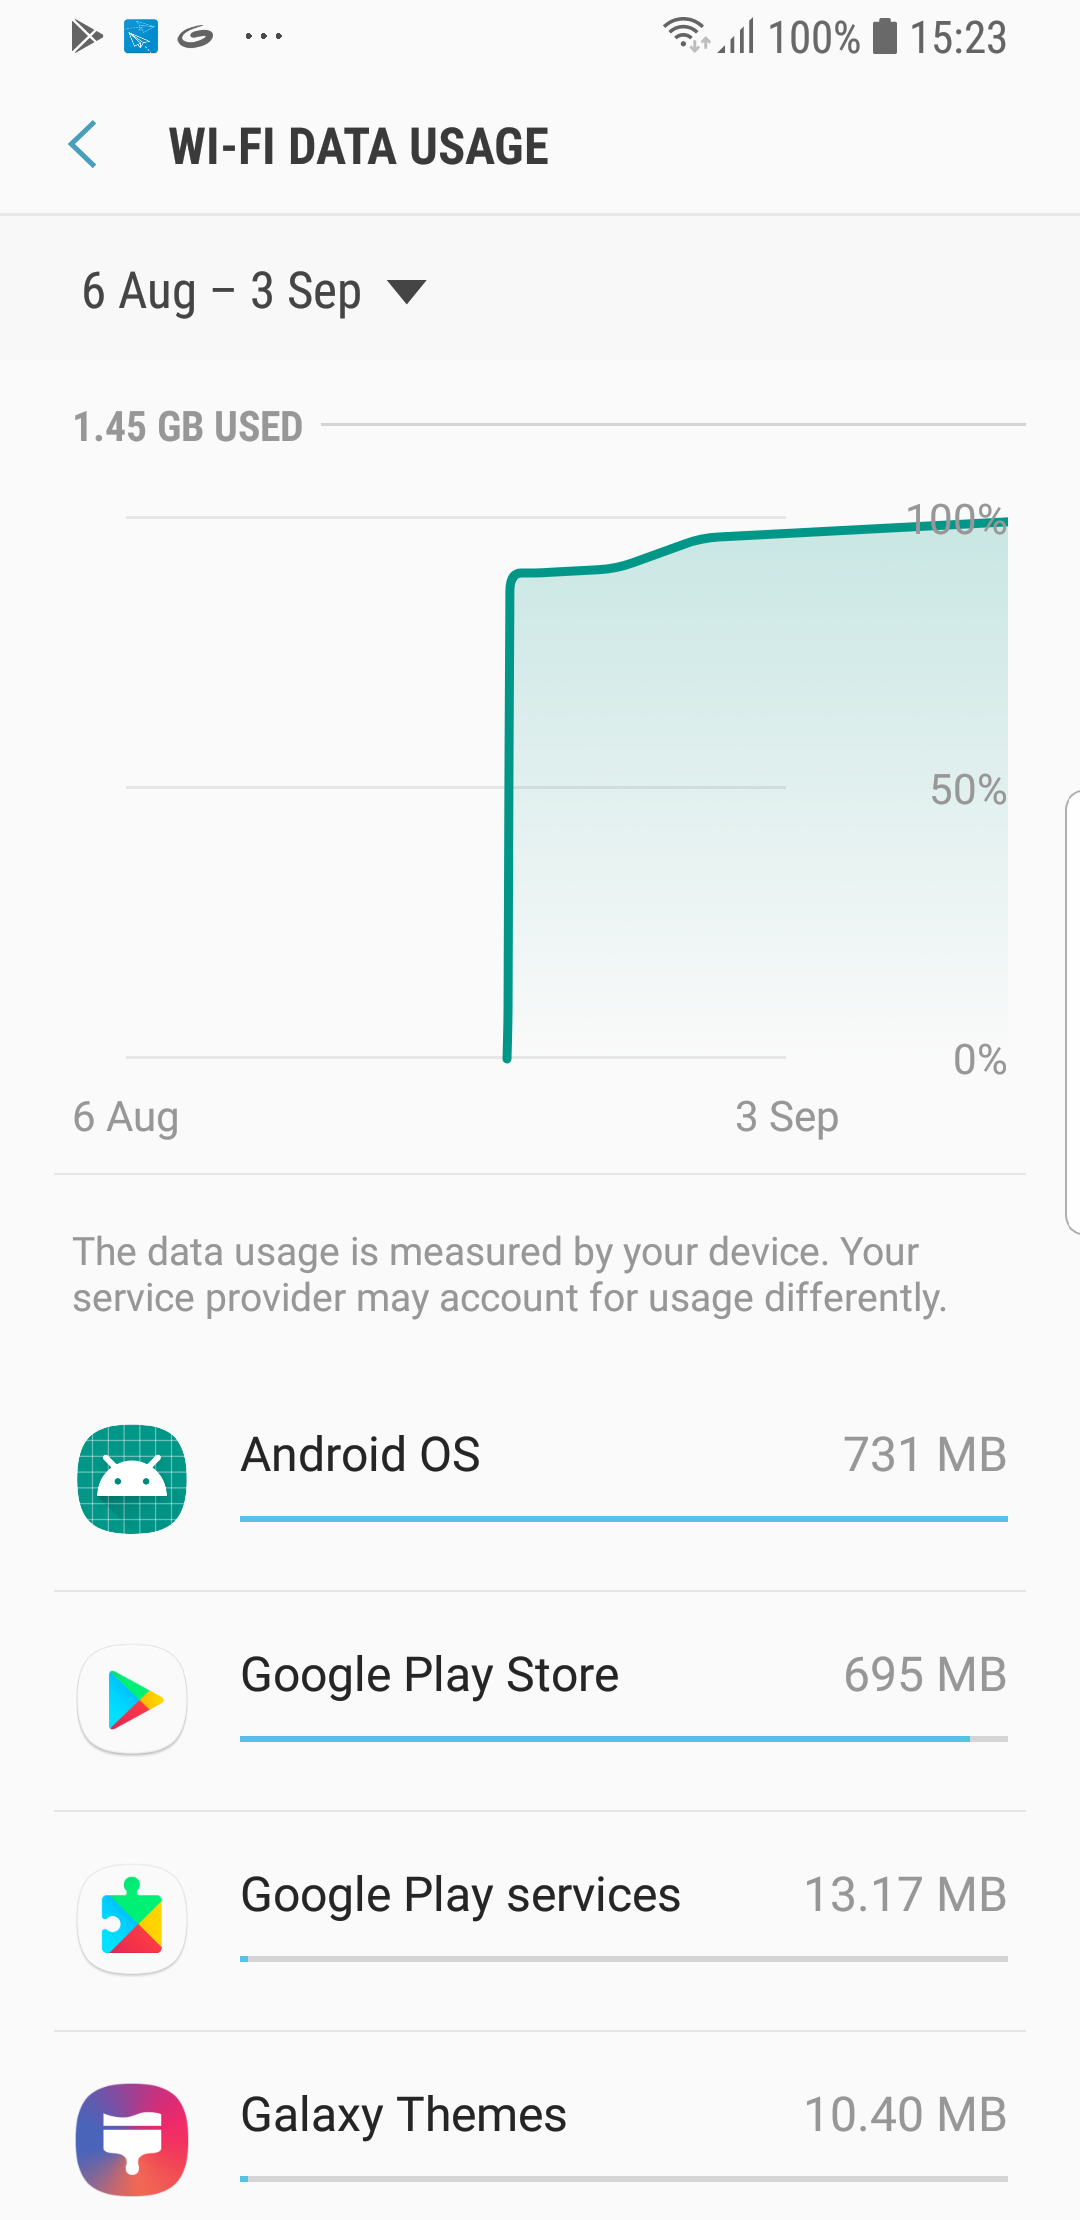 100% 15:23
WI-FI DATA USAGE
6 Aug – 3 Sep
1.45 GB USED
100%
50%
0%
6 Aug 3 Sep
The data usage is measured by your device. Your
service provider may account for usage differently.
Android OS 731 MB
Google Play Store 695 MB
Google Play services 13.17 MB
Galaxy Themes 10.40 MB